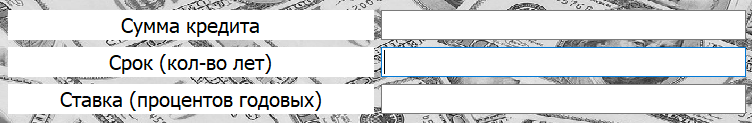 Сумма кредита
Срок (кол-во лет)
Ставка (процентов годовых)